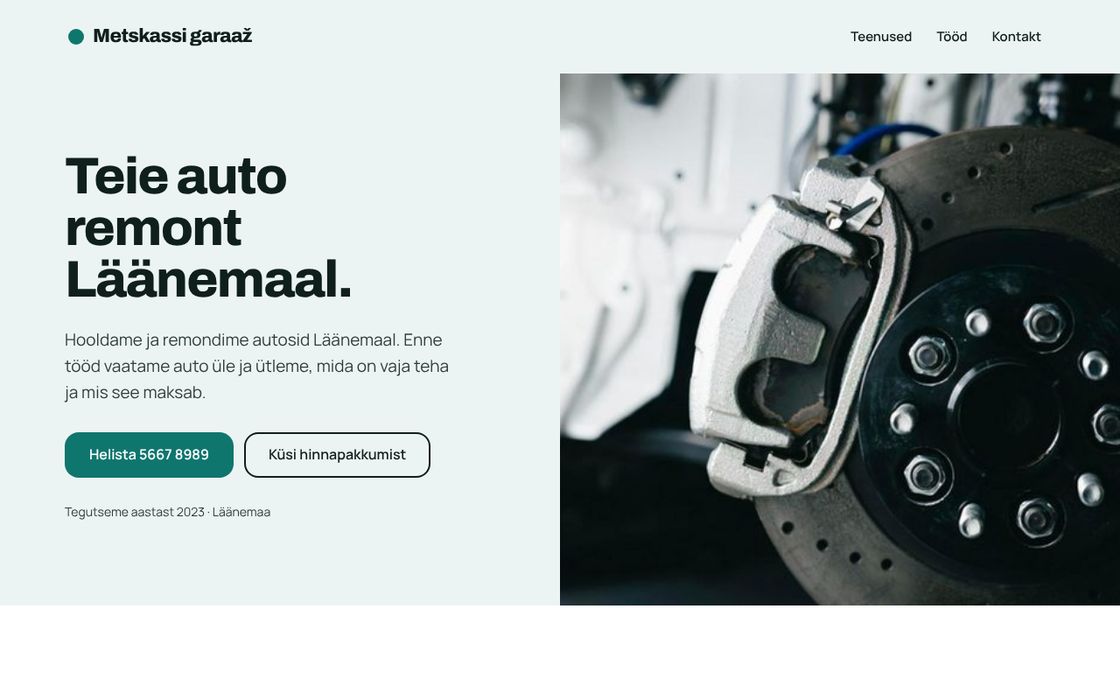 Metskassi garaaž
Teenused
Tööd
Kontakt
Teie auto
remont
Läänemaal.
Hooldame ja remondime autosid Läänemaal. Enne
tööd vaatame auto üle ja ütleme, mida on vaja teha
ja mis see maksab.
Helista 5667 8989
Küsi hinnapakkumist
Tegutseme aastast 2023 · Läänemaa